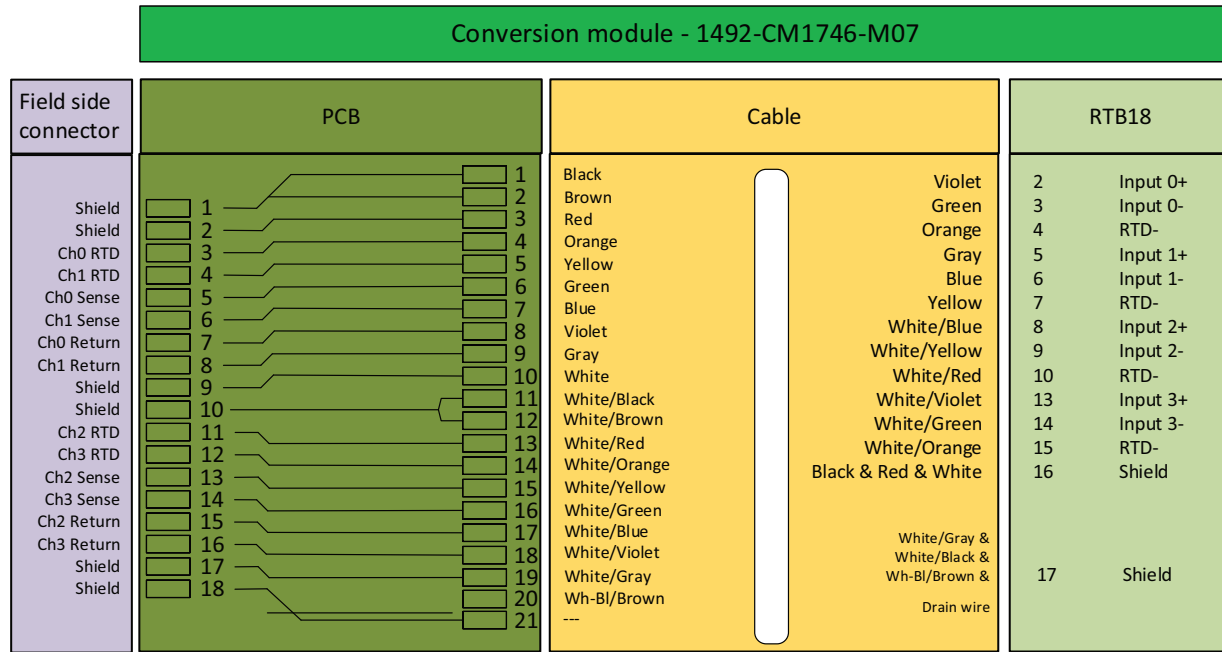 Conversion module - 1492-CM1746-M07
Field side
connector
PCB
Cable
RTB18
Shield 1
Shield 2
Ch0 RTD 3
Ch1 RTD 4
Ch0 Sense 5
Ch1 Sense 6
Ch0 Return 7
Ch1 Return 8
Shield 9
Shield 10
Ch2 RTD 11
Ch3 RTD 12
Ch2 Sense 13
Ch3 Sense 14
Ch2 Return 15
Ch3 Return 16
Shield 17
Shield 18
1 Black
2 Brown
3 Red
4 Orange
5 Yellow
6 Green
7 Blue
8 Violet
9 Gray
10 White
11 White/Black
12 White/Brown
13 White/Red
14 White/Orange
15 White/Yellow
16 White/Green
17 White/Blue
18 White/Violet
19 White/Gray
20 Wh-Bl/Brown
21 ---
Violet 2 Input 0+
Green 3 Input 0-
Orange 4 RTD-
Gray 5 Input 1+
Blue 6 Input 1-
Yellow 7 RTD-
White/Blue 8 Input 2+
White/Yellow 9 Input 2-
White/Red 10 RTD-
White/Violet 13 Input 3+
White/Green 14 Input 3-
White/Orange 15 RTD-
Black & Red & White 16 Shield
White/Gray &
White/Black &
Wh-Bl/Brown & 17 Shield
Drain wire